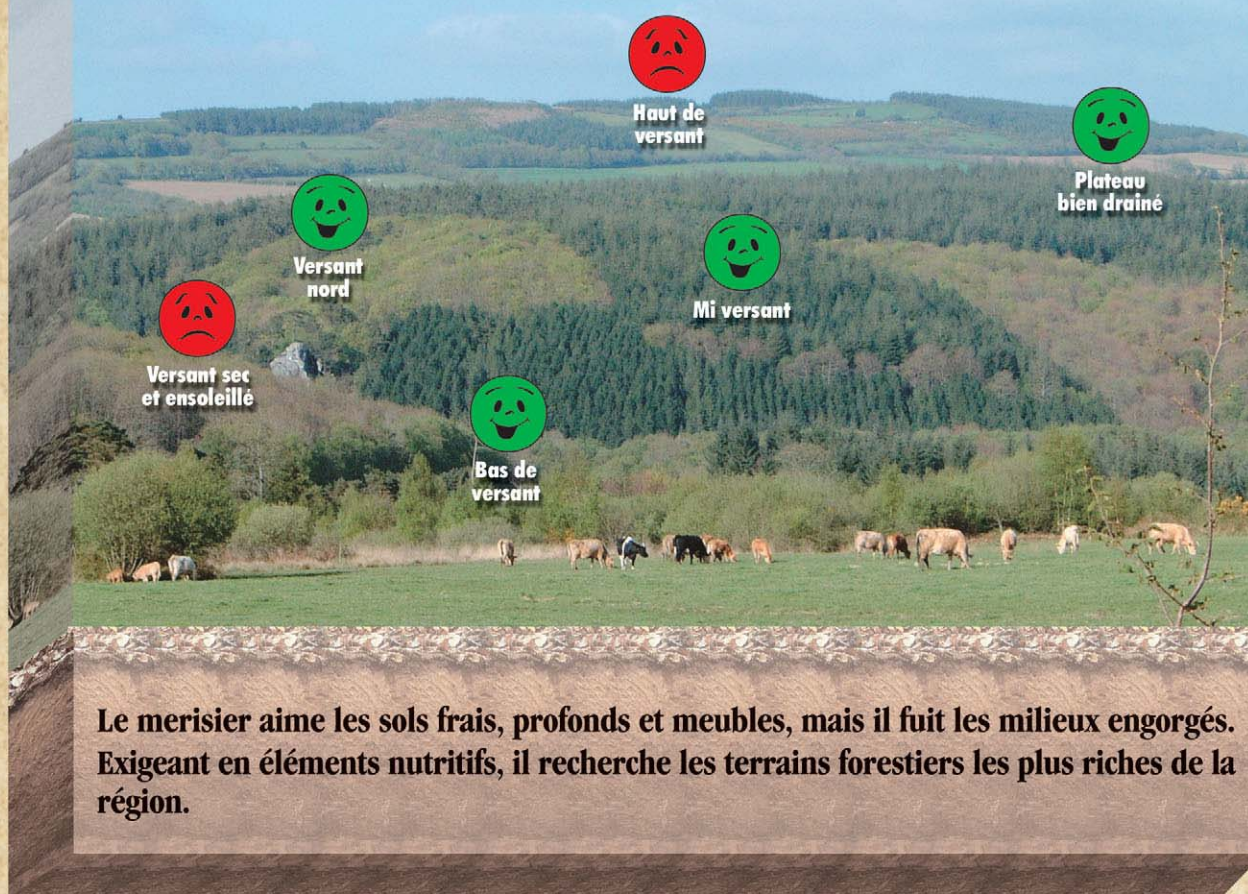 Haut de
versant
Plateau
bien drainé
Versant
nord
Mi versant
Versant sec
et ensoleillé
Bas de
versant
Le merisier aime les sols frais, profonds et meubles, mais il fuit les milieux engorgés.
Exigeant en éléments nutritifs, il recherche les terrains forestiers les plus riches de la
région.